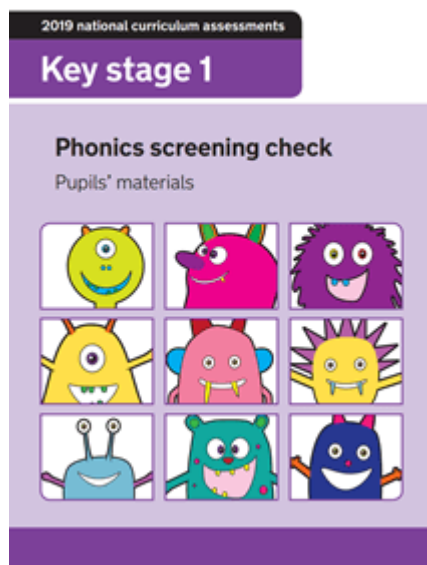 2019 national curriculum assessments
Key stage 1
Phonics screening check
Pupils’ materials